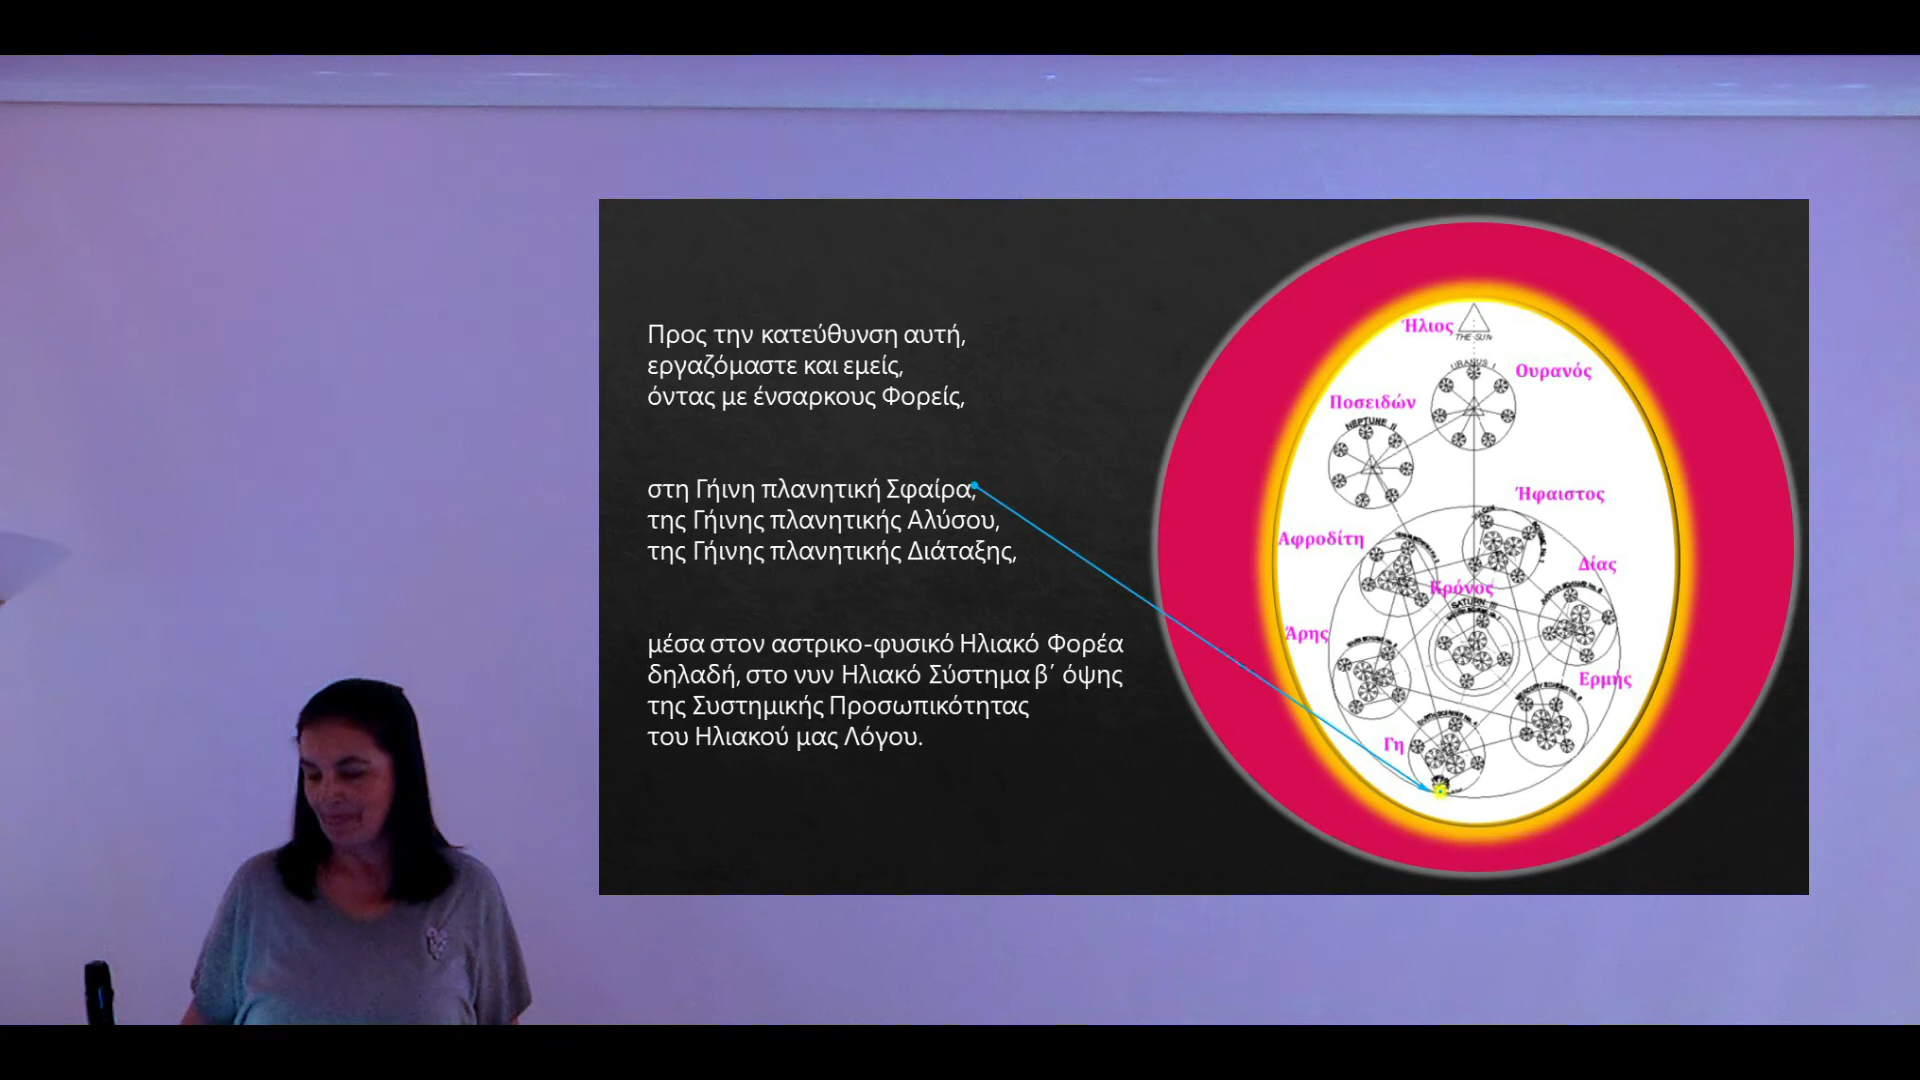 Προς την κατεύθυνση αυτή,
εργαζόμαστε και εμείς,
όντας με ένσαρκους Φορείς,
στη Γήινη πλανητική Σφαίρα,
της Γήινης πλανητικής Αλύσου,
της Γήινης πλανητικής Διάταξης,
μέσα στον αστρικο-φυσικό Ηλιακό Φορέα
δηλαδή, στο νυν Ηλιακό Σύστημα β΄ όψης
της Συστημικής Προσωπικότητας
του Ηλιακού μας Λόγου.
Ήλιος
THE SUN
URANUS I
Ουρανός
Ποσειδών
NEPTUNE II
Ήφαιστος
Αφροδίτη
Δίας
Κρόνος
SATURN III
Άρης
Ερμής
Γη